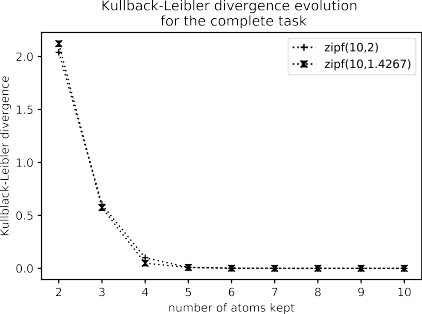 Kullback-Leibler divergence evolution
for the complete task
Kullblack-Leibler divergence
2.0
1.5
1.0
0.5
0.0
zipf(10,2)
zipf(10,1.4267)
2 3 4 5 6 7 8 9 10
number of atoms kept